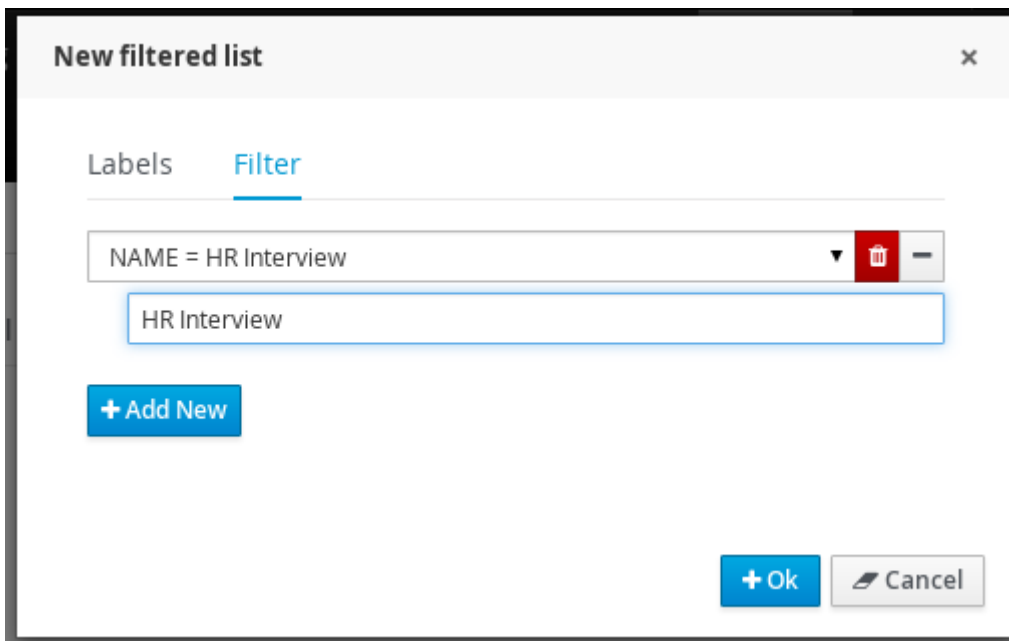 New filtered list ×
Labels Filter
NAME = HR Interview
HR Interview
+ Add New
+ Ok Cancel